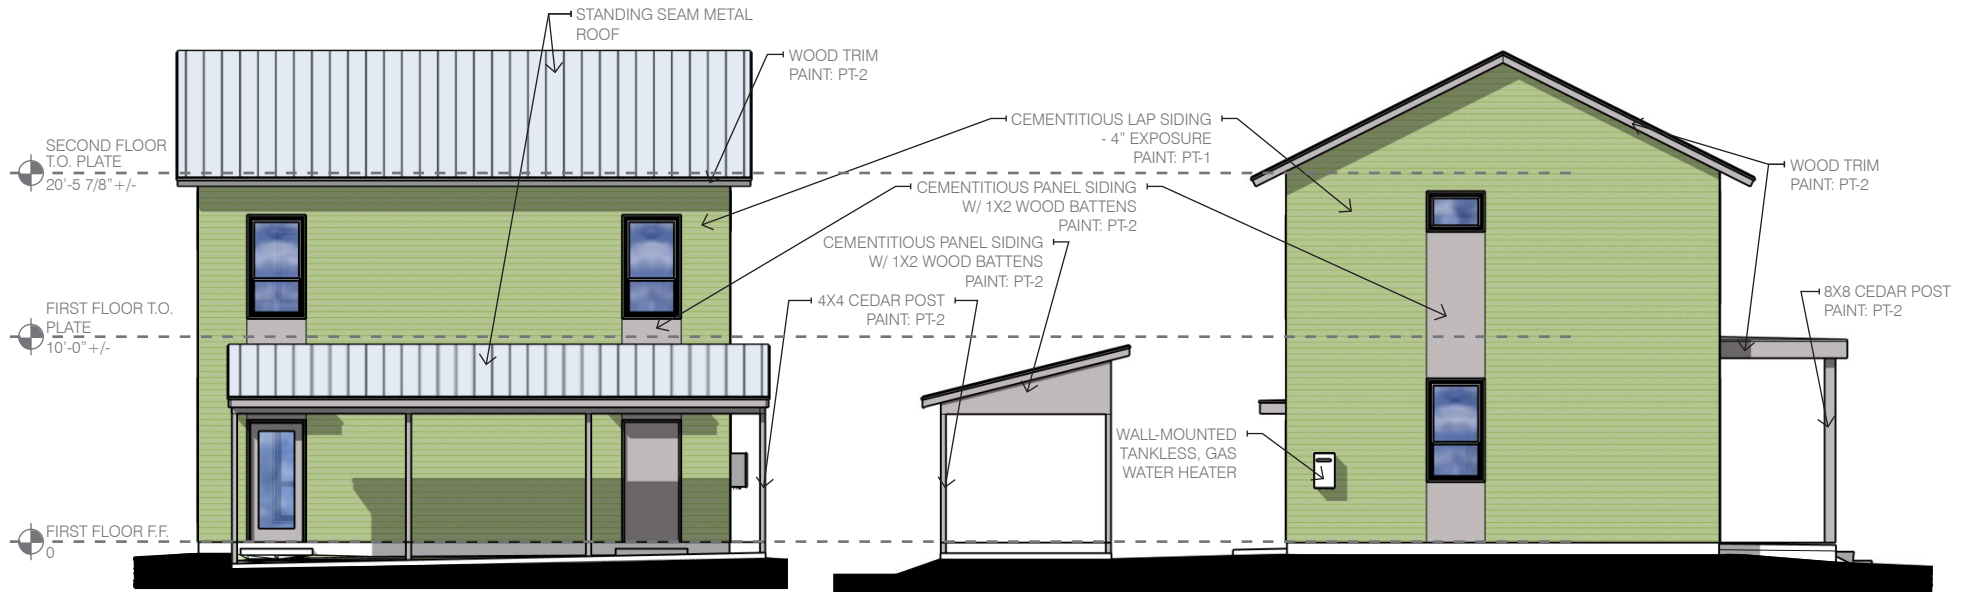 STANDING SEAM METAL
ROOF
WOOD TRIM
PAINT: PT-2
CEMENTITIOUS LAP SIDING
- 4" EXPOSURE
PAINT: PT-1
SECOND FLOOR
T.O. PLATE
20'-5 7/8"+/-
WOOD TRIM
PAINT: PT-2
CEMENTITIOUS PANEL SIDING
W/ 1X2 WOOD BATTENS
PAINT: PT-2
CEMENTITIOUS PANEL SIDING
W/ 1X2 WOOD BATTENS
PAINT: PT-2
4X4 CEDAR POST
PAINT: PT-2
8X8 CEDAR POST
PAINT: PT-2
FIRST FLOOR T.O.
PLATE
10'-0"+/-
WALL-MOUNTED
TANKLESS, GAS
WATER HEATER
FIRST FLOOR F.F.
0